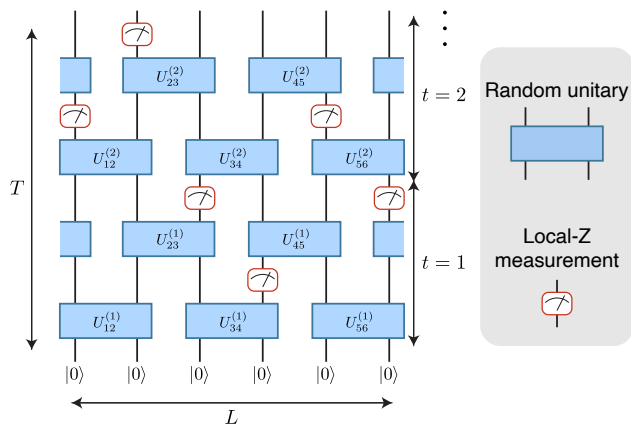 U_{23}^{(2)} U_{45}^{(2)}
Random unitary
t = 2
U_{12}^{(2)} U_{34}^{(2)} U_{56}^{(2)}
T
U_{23}^{(1)} U_{45}^{(1)}
Local-Z
measurement
t = 1
U_{12}^{(1)} U_{34}^{(1)} U_{56}^{(1)}
|0⟩ |0⟩ |0⟩ |0⟩ |0⟩ |0⟩
L